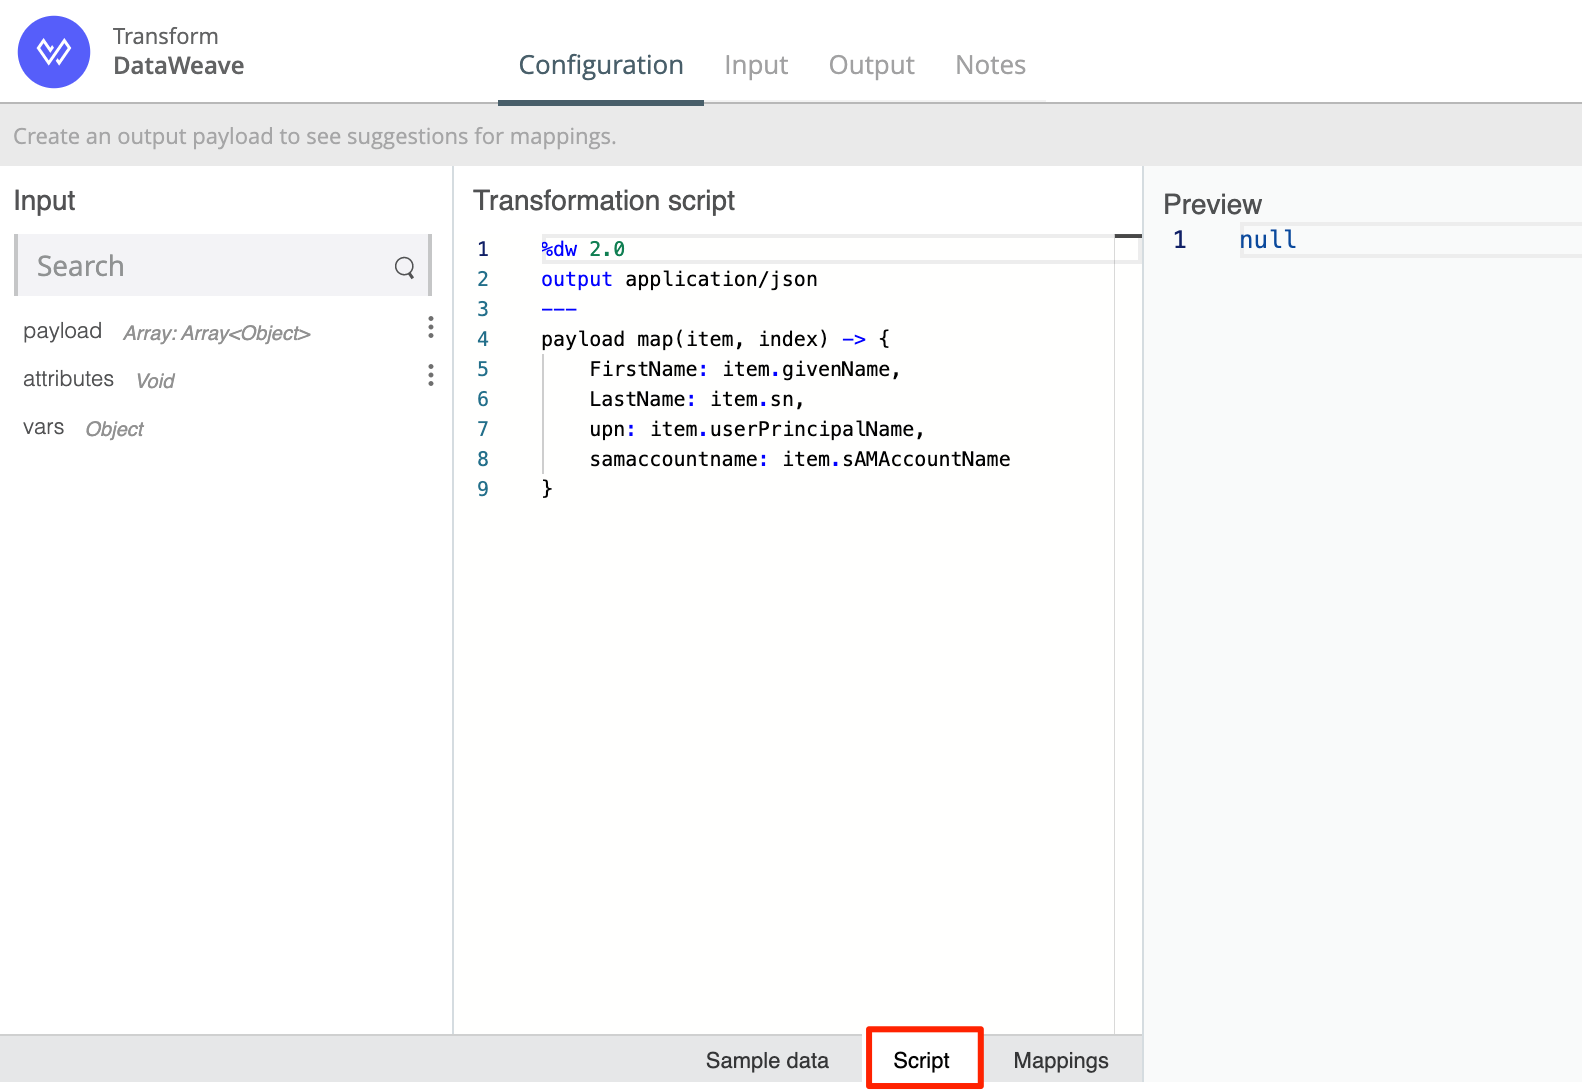 Transform
DataWeave
Configuration Input Output Notes
Create an output payload to see suggestions for mappings.
Input
Search
payload Array: Array<Object>
attributes Void
vars Object
Transformation script
1 %dw 2.0
2 output application/json
3 ---
4 payload map(item, index) -> {
5     FirstName: item.givenName,
6     LastName: item.sn,
7     upn: item.userPrincipalName,
8     samaccountname: item.sAMAccountName
9 }
Preview
1 null
Sample data Script Mappings